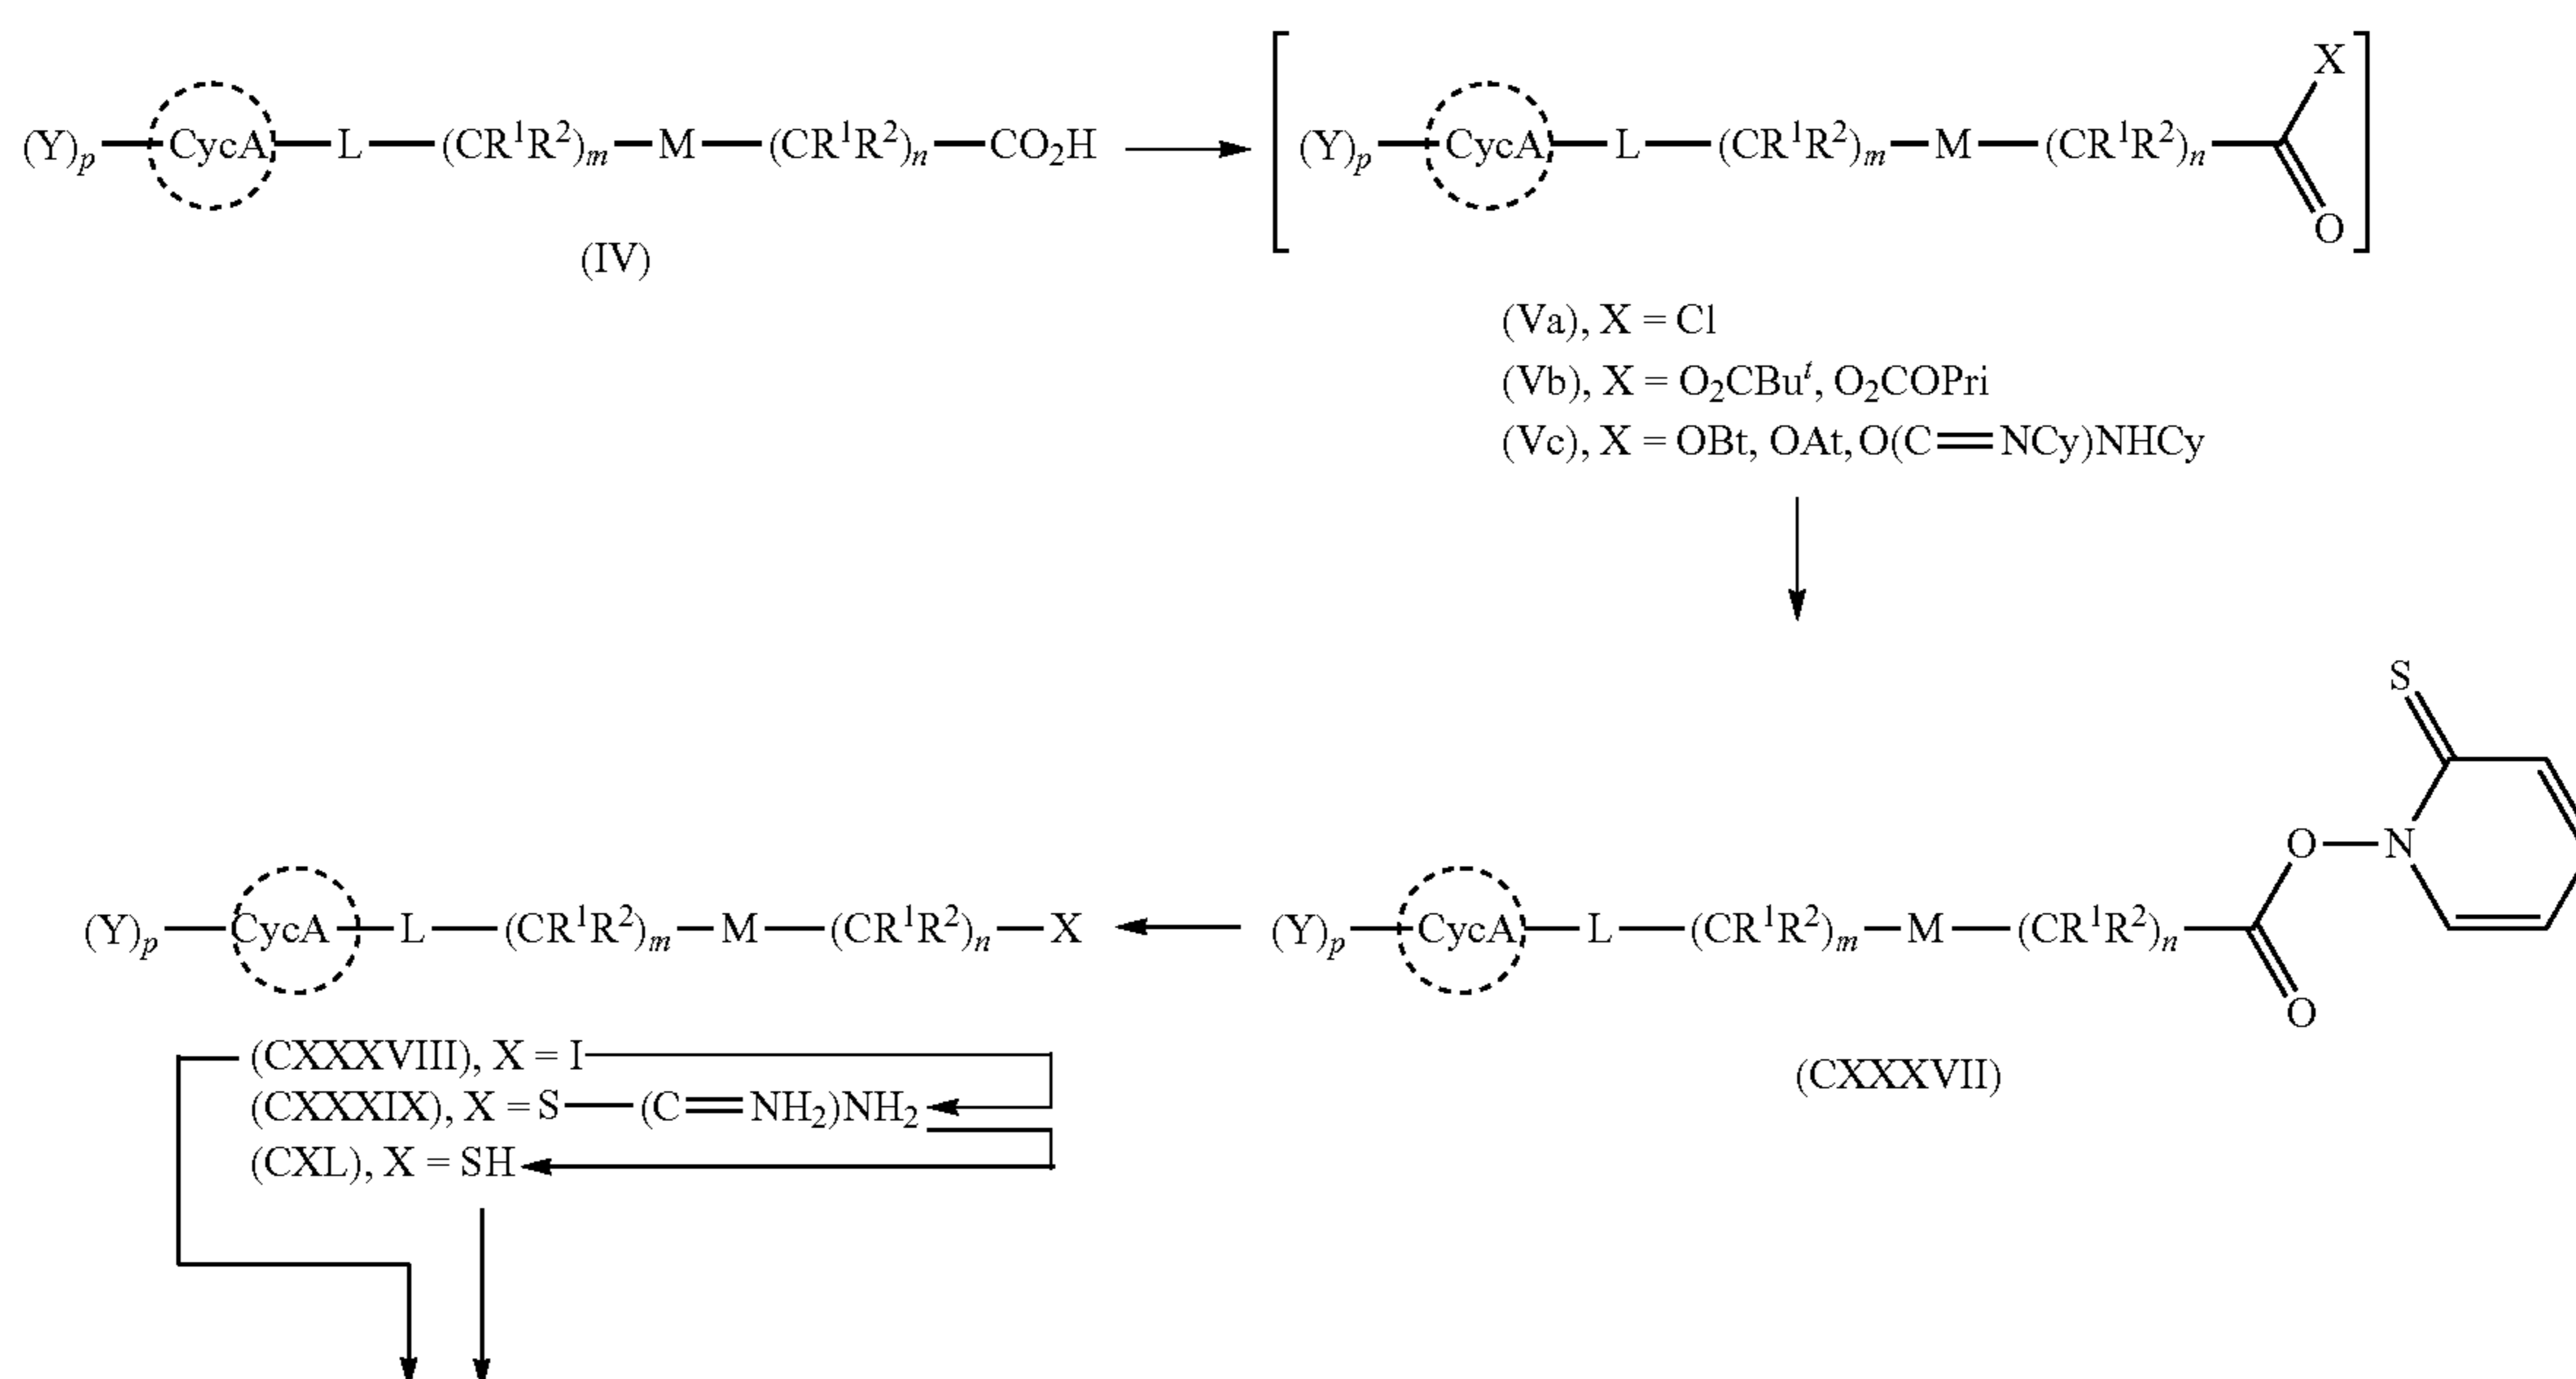 (Y)p—CycA—L—(CR¹R²)m—M—(CR¹R²)n—CO₂H
(IV)
(Y)p—CycA—L—(CR¹R²)m—M—(CR¹R²)n
X
O
(Va), X = Cl
(Vb), X = O₂CBuᵗ, O₂COPri
(Vc), X = OBt, OAt, O(C=NCy)NHCy
(Y)p—CycA—L—(CR¹R²)m—M—(CR¹R²)n—X
(CXXXVIII), X = I
(CXXXIX), X = S—(C=NH₂)NH₂
(CXL), X = SH
(Y)p—CycA—L—(CR¹R²)m—M—(CR¹R²)n
S
O—N
O
(CXXXVII)